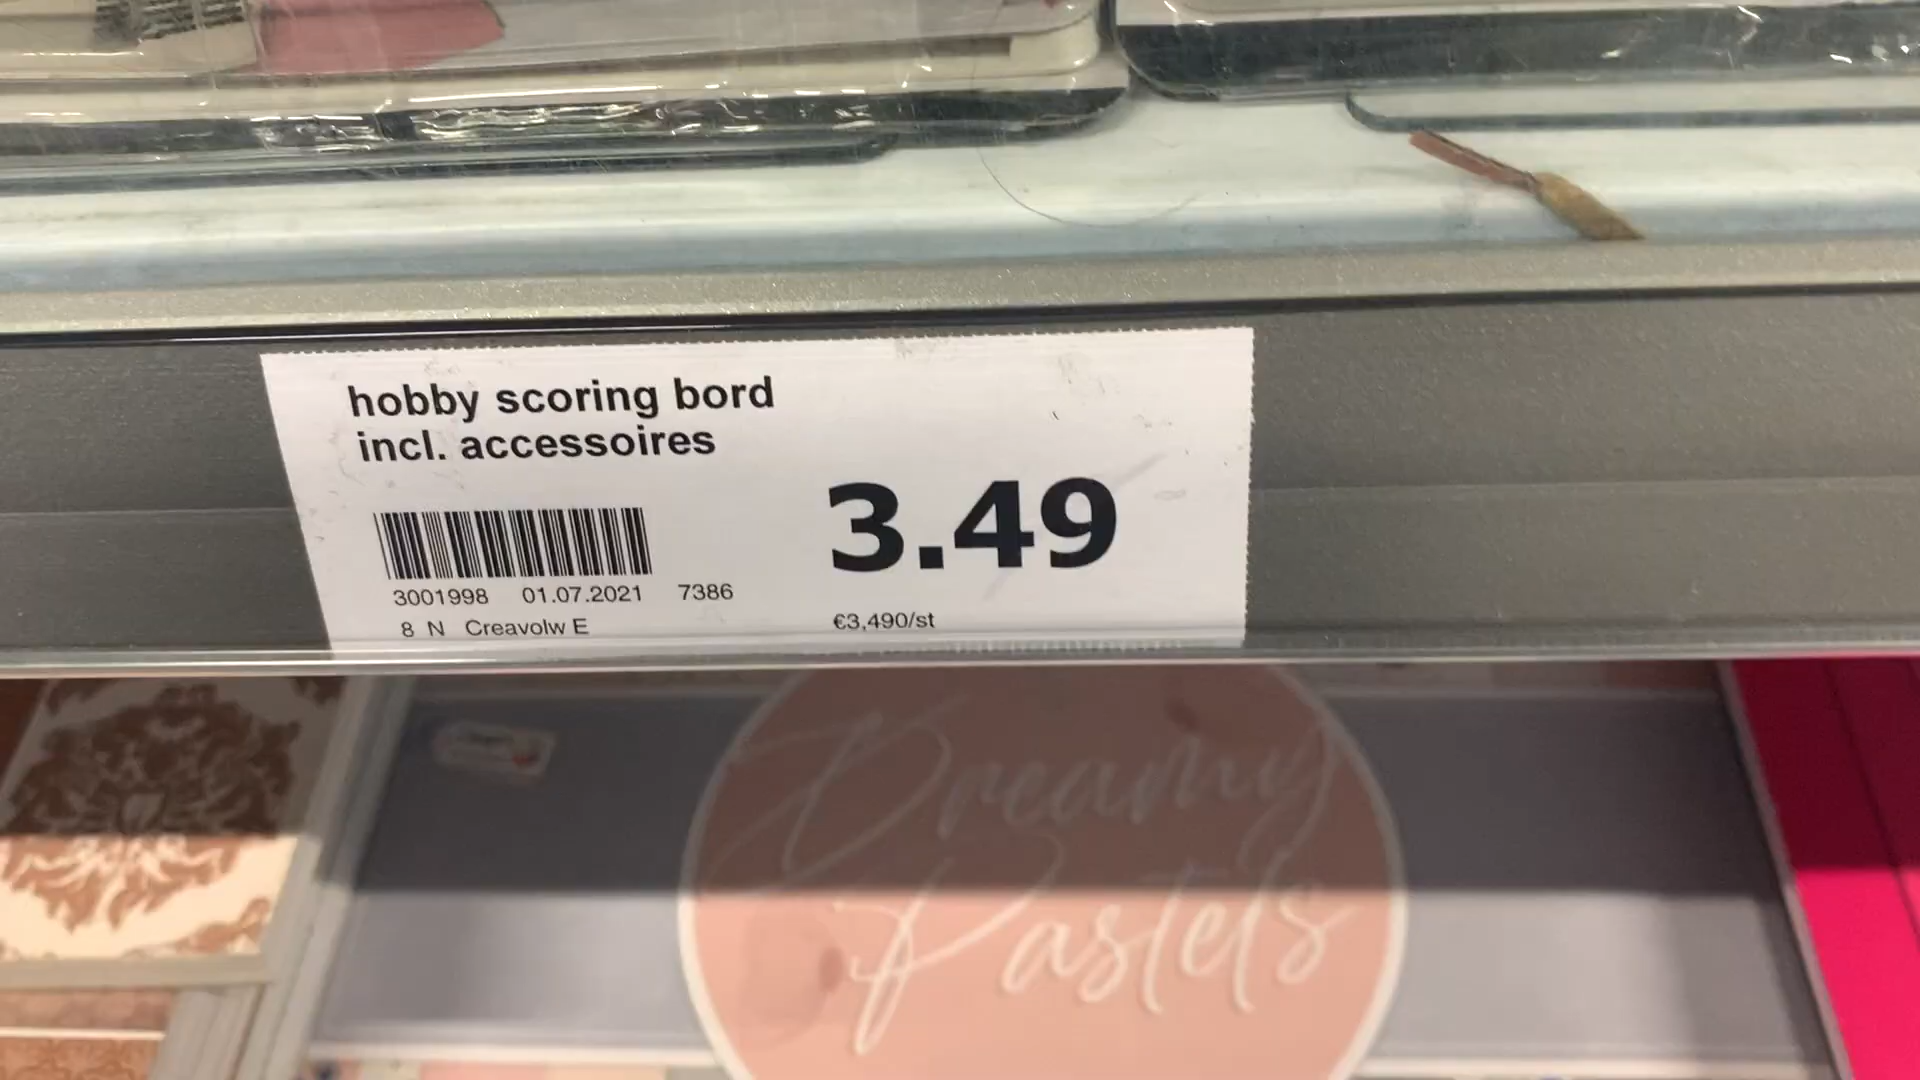 hobby scoring bord
incl. accessoires
3.49
3001998 01.07.2021 7386
8 N Creavolw E
€3,490/st
Dreamy
Pastels